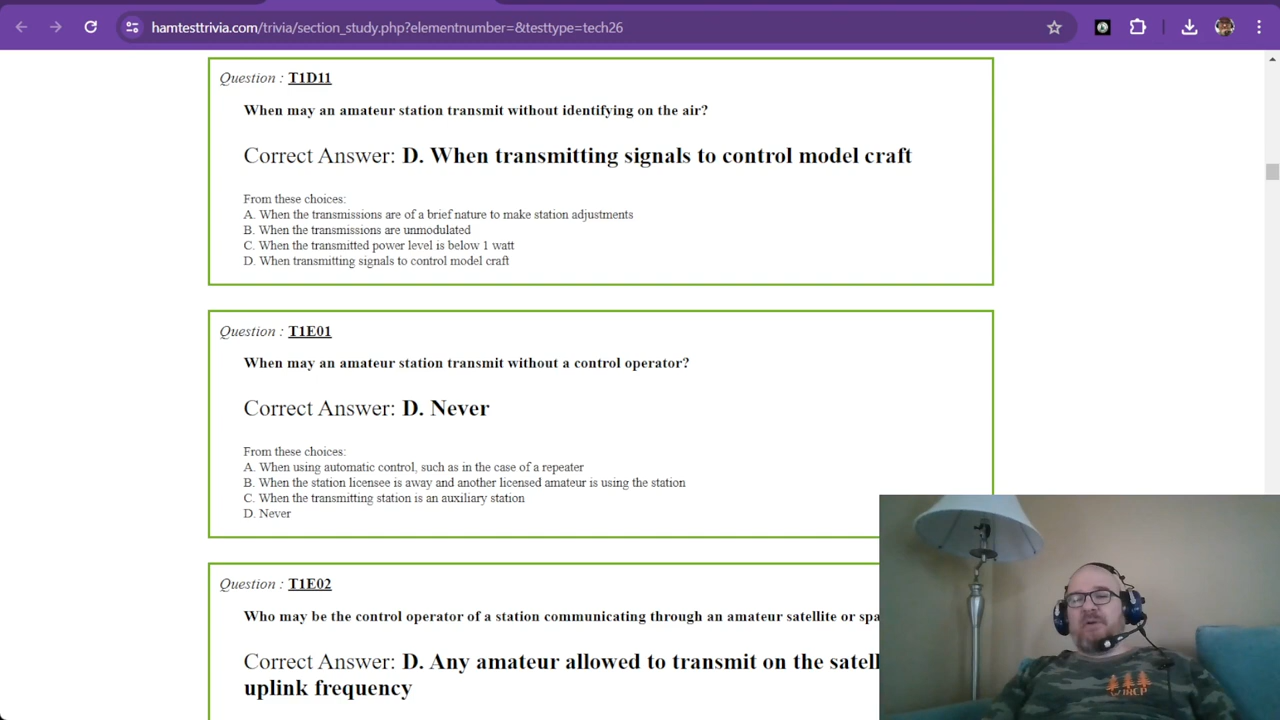 hamtesttrivia.com/trivia/section_study.php?elementnumber=&testtype=tech26
Question : T1D11
When may an amateur station transmit without identifying on the air?
Correct Answer: D. When transmitting signals to control model craft
From these choices:
A. When the transmissions are of a brief nature to make station adjustments
B. When the transmissions are unmodulated
C. When the transmitted power level is below 1 watt
D. When transmitting signals to control model craft
Question : T1E01
When may an amateur station transmit without a control operator?
Correct Answer: D. Never
From these choices:
A. When using automatic control, such as in the case of a repeater
B. When the station licensee is away and another licensed amateur is using the station
C. When the transmitting station is an auxiliary station
D. Never
Question : T1E02
Who may be the control operator of a station communicating through an amateur satellite or spa
Correct Answer: D. Any amateur allowed to transmit on the satell
uplink frequency